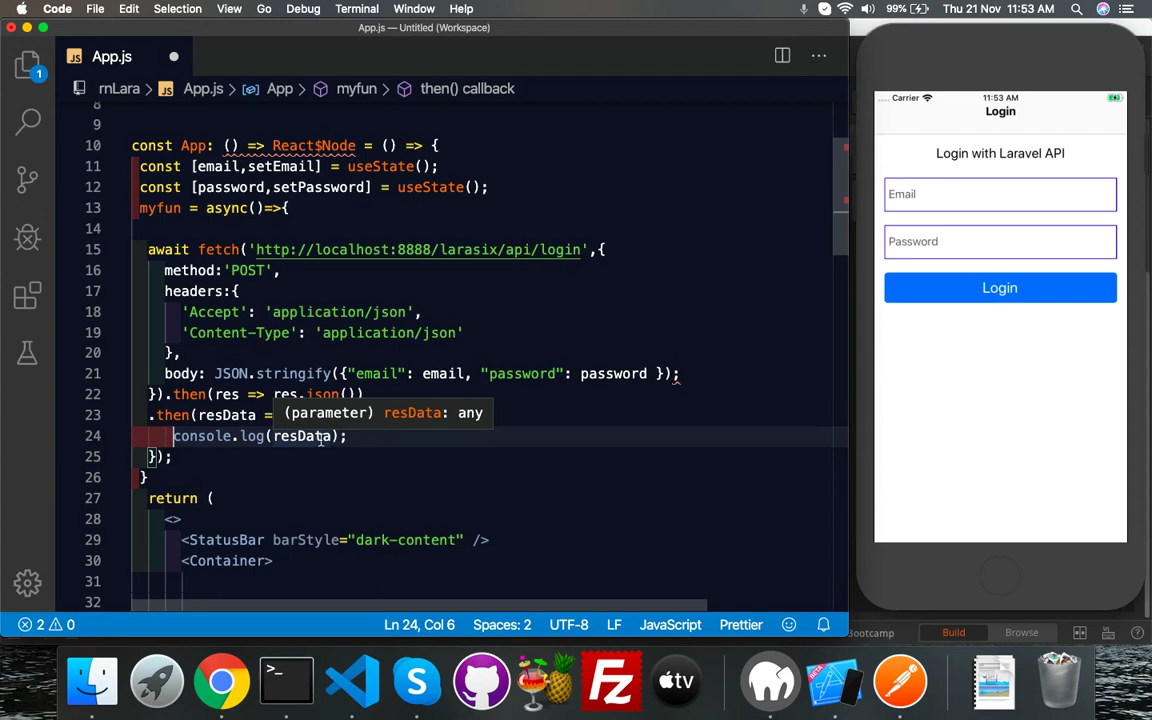 Code File Edit Selection View Go Debug Terminal Window Help 99% Thu 21 Nov 11:53 AM
App.js — Untitled (Workspace)
JS App.js
1
rnLara > JS App.js > App > myfun > then() callback
8
9
10 const App: () => React$Node = () => {
11 const [email,setEmail] = useState();
12 const [password,setPassword] = useState();
13 myfun = async()=>{
14
15 await fetch('http://localhost:8888/larasix/api/login',{
16 method:'POST',
17 headers:{
18 'Accept': 'application/json',
19 'Content-Type': 'application/json'
20 },
21 body: JSON.stringify({"email": email, "password": password });
22 }).then(res => res.json())
23 .then(resData =
(parameter) resData: any
24 console.log(resData);
25 });
26 }
27 return (
28 <>
29 <StatusBar barStyle="dark-content" />
30 <Container>
31
32
2 0 Ln 24, Col 6 Spaces: 2 UTF-8 LF JavaScript Prettier
Carrier 11:53 AM
Login
Login with Laravel API
Email
Password
Login
Bootcamp Build Browse
tv